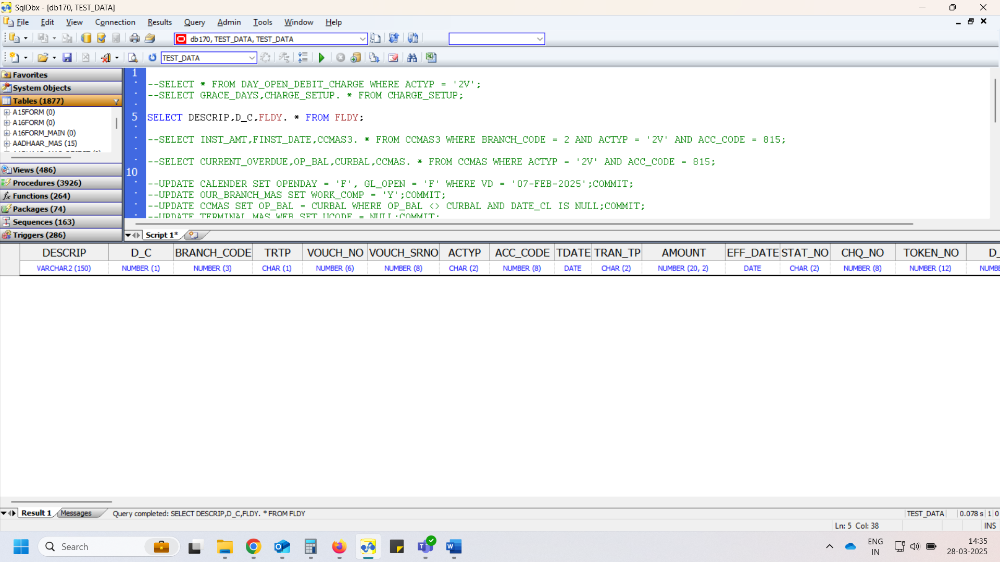 SqlDbx - [db170, TEST_DATA]
File Edit View Connection Results Query Admin Tools Window Help
db170, TEST_DATA, TEST_DATA
TEST_DATA
Favorites
System Objects
Tables (1877)
A15FORM (0)
A16FORM (0)
A16FORM_MAIN (0)
AADHAAR_MAS (15)
Views (486)
Procedures (3926)
Functions (264)
Packages (74)
Sequences (163)
Triggers (286)
1
--SELECT * FROM DAY_OPEN_DEBIT_CHARGE WHERE ACTYP = '2V';
--SELECT GRACE_DAYS,CHARGE_SETUP. * FROM CHARGE_SETUP;
5 SELECT DESCRIP,D_C,FLDY. * FROM FLDY;
--SELECT INST_AMT,FINST_DATE,CCMAS3. * FROM CCMAS3 WHERE BRANCH_CODE = 2 AND ACTYP = '2V' AND ACC_CODE = 815;
--SELECT CURRENT_OVERDUE,OP_BAL,CURBAL,CCMAS. * FROM CCMAS WHERE ACTYP = '2V' AND ACC_CODE = 815;
10
--UPDATE CALENDER SET OPENDAY = 'F', GL_OPEN = 'F' WHERE VD = '07-FEB-2025';COMMIT;
--UPDATE OUR_BRANCH_MAS SET WORK_COMP = 'Y';COMMIT;
--UPDATE CCMAS SET OP_BAL = CURBAL WHERE OP_BAL <> CURBAL AND DATE_CL IS NULL;COMMIT;
--UPDATE TERMINAL_MAS_WEB SET UCODE = NULL;COMMIT;
Script 1*
DESCRIP D_C BRANCH_CODE TRTP VOUCH_NO VOUCH_SRNO ACTYP ACC_CODE TDATE TRAN_TP AMOUNT EFF_DATE STAT_NO CHQ_NO TOKEN_NO D_
VARCHAR2 (150) NUMBER (1) NUMBER (3) CHAR (1) NUMBER (6) NUMBER (8) CHAR (2) NUMBER (8) DATE CHAR (2) NUMBER (20, 2) DATE CHAR (2) NUMBER (8) NUMBER (12) NUMBE
Result 1 Messages Query completed: SELECT DESCRIP,D_C,FLDY. * FROM FLDY TEST_DATA 0.078 s 1 0
Ln: 5 Col: 38 INS
Search
ENG
IN
14:35
28-03-2025